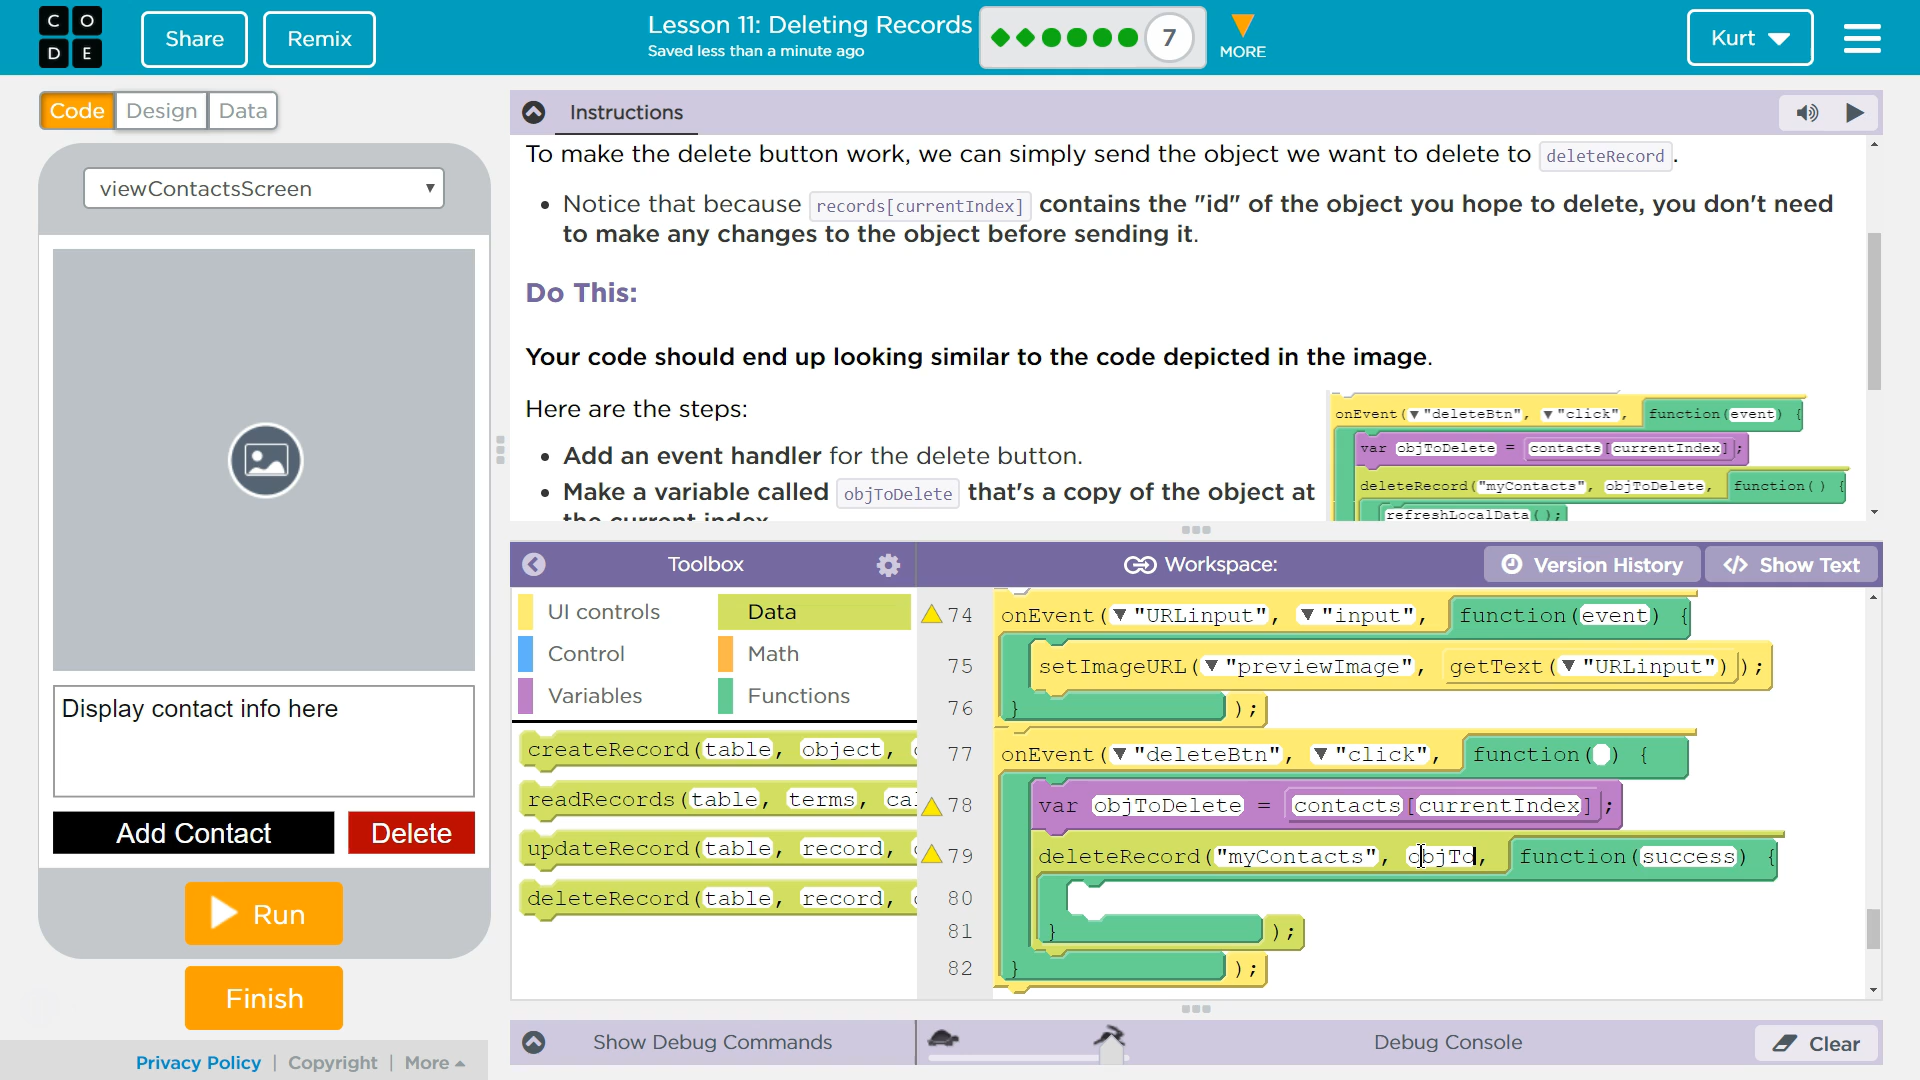 CODE
Share
Remix
Lesson 11: Deleting Records
Saved less than a minute ago
7
MORE
Kurt
Code
Design
Data
viewContactsScreen
Display contact info here
Add Contact
Delete
Run
Finish
Privacy Policy | Copyright | More
Instructions
To make the delete button work, we can simply send the object we want to delete to deleteRecord .
• Notice that because records[currentIndex] contains the "id" of the object you hope to delete, you don't need
to make any changes to the object before sending it.
Do This:
Your code should end up looking similar to the code depicted in the image.
Here are the steps:
• Add an event handler for the delete button.
• Make a variable called objToDelete that's a copy of the object at
the current index
onEvent(▼"deleteBtn", ▼"click", function(event) {
var objToDelete = contacts[currentIndex];
deleteRecord("myContacts", objToDelete, function() {
refreshLocalData();
Toolbox
Workspace:
Version History
Show Text
UI controls
Data
Control
Math
Variables
Functions
createRecord(table, object,
readRecords(table, terms, cal
updateRecord(table, record,
deleteRecord(table, record,
74 onEvent(▼"URLinput", ▼"input", function(event) {
75 setImageURL(▼"previewImage", getText(▼"URLinput"));
76 } );
77 onEvent(▼"deleteBtn", ▼"click", function() {
78 var objToDelete = contacts[currentIndex];
79 deleteRecord("myContacts", objTo, function(success) {
80
81 } );
82 } );
Show Debug Commands
Debug Console
Clear